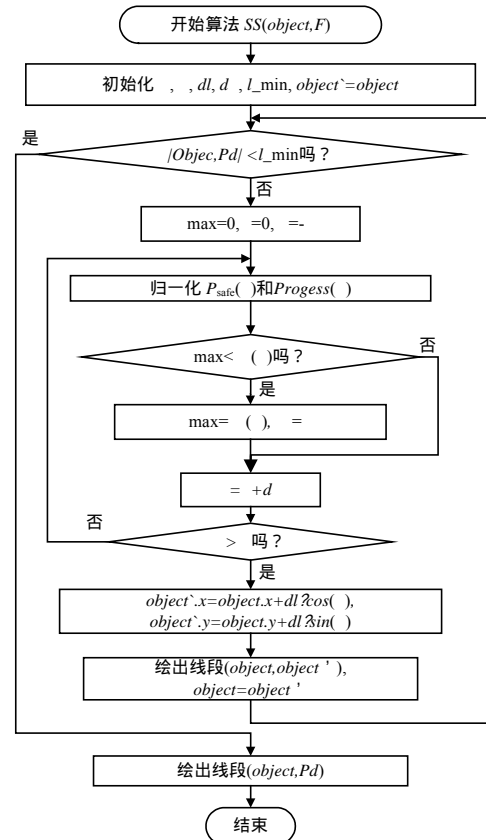 开始算法 SS(object,F)
初始化 , , dl, d , l_min, object`=object
是
|Objec,Pd| <l_min吗？
否
max=0, =0, =-
归一化 Psafe( )和Progess( )
max< ( )吗？
否
是
max= ( ), =
= +d
否
> 吗？
是
object`.x=object.x+dl?cos( ),
object`.y=object.y+dl?sin( )
绘出线段(object,object＇),
object=object＇
绘出线段(object,Pd)
结束